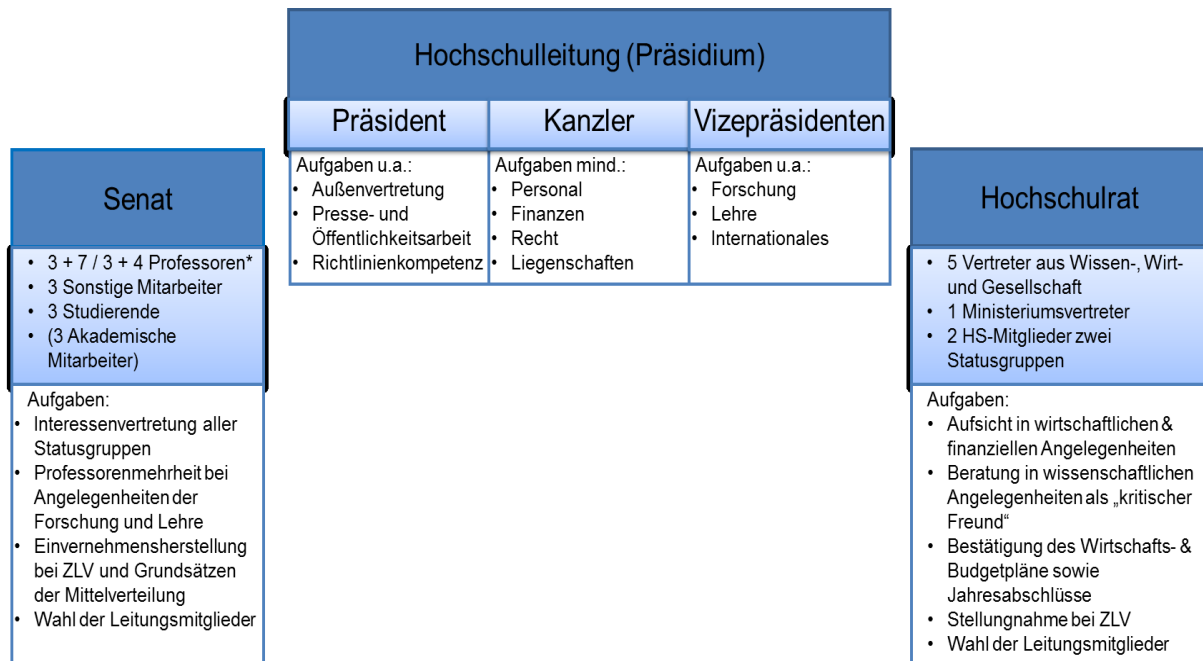 Hochschulleitung (Präsidium)
Präsident
Aufgaben u.a.:
• Außenvertretung
• Presse- und
Öffentlichkeitsarbeit
• Richtlinienkompetenz
Kanzler
Aufgaben mind.:
• Personal
• Finanzen
• Recht
• Liegenschaften
Vizepräsidenten
Aufgaben u.a.:
• Forschung
• Lehre
• Internationales
Senat
• 3 + 7 / 3 + 4 Professoren*
• 3 Sonstige Mitarbeiter
• 3 Studierende
• (3 Akademische
Mitarbeiter)
Aufgaben:
• Interessenvertretung aller
Statusgruppen
• Professorenmehrheit bei
Angelegenheiten der
Forschung und Lehre
• Einvernehmensherstellung
bei ZLV und Grundsätzen
der Mittelverteilung
• Wahl der Leitungsmitglieder
Hochschulrat
• 5 Vertreter aus Wissen-, Wirt-
und Gesellschaft
• 1 Ministeriumsvertreter
• 2 HS-Mitglieder zwei
Statusgruppen
Aufgaben:
• Aufsicht in wirtschaftlichen &
finanziellen Angelegenheiten
• Beratung in wissenschaftlichen
Angelegenheiten als „kritischer
Freund“
• Bestätigung des Wirtschafts- &
Budgetpläne sowie
Jahresabschlüsse
• Stellungnahme bei ZLV
• Wahl der Leitungsmitglieder